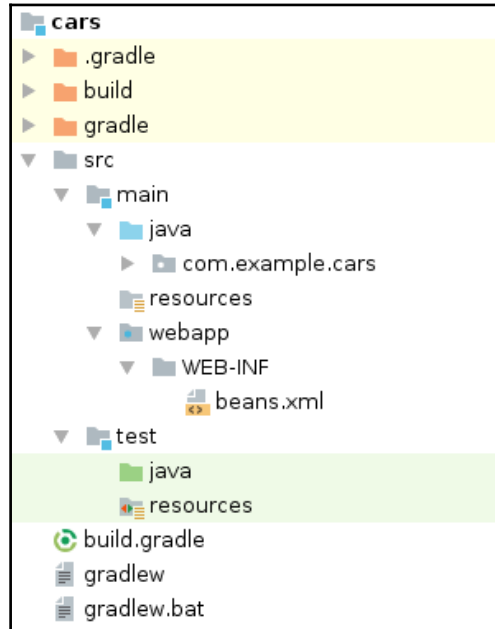 cars
.gradle
build
gradle
src
main
java
com.example.cars
resources
webapp
WEB-INF
beans.xml
test
java
resources
build.gradle
gradlew
gradlew.bat